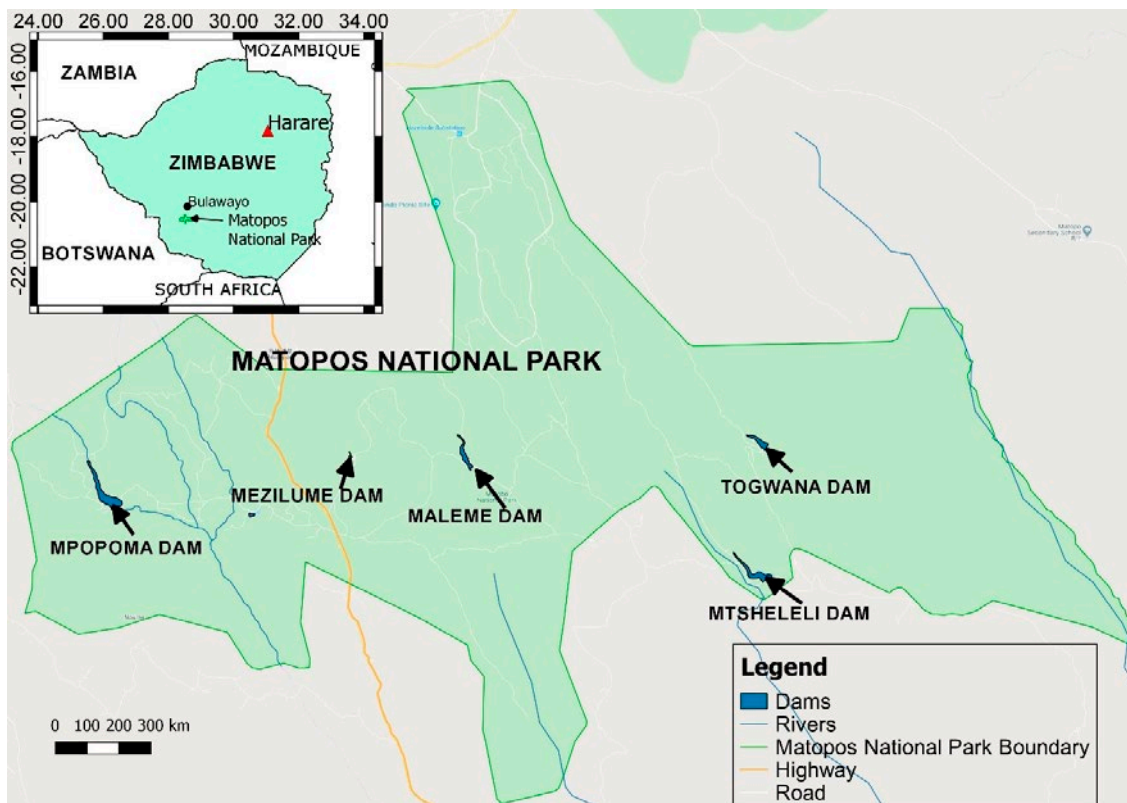 24.00 26.00 28.00 30.00 32.00 34.00
-16.00
-18.00
-20.00
-22.00
MOZAMBIQUE
ZAMBIA
Harare
ZIMBABWE
Bulawayo
Matopos
National Park
BOTSWANA
SOUTH AFRICA
Matopo
Secondary School
MATOPOS NATIONAL PARK
MEZILUME DAM
MALEME DAM
TOGWANA DAM
MPOPOMA DAM
MTSHELELI DAM
0 100 200 300 km
Legend
Dams
Rivers
Matopos National Park Boundary
Highway
Road